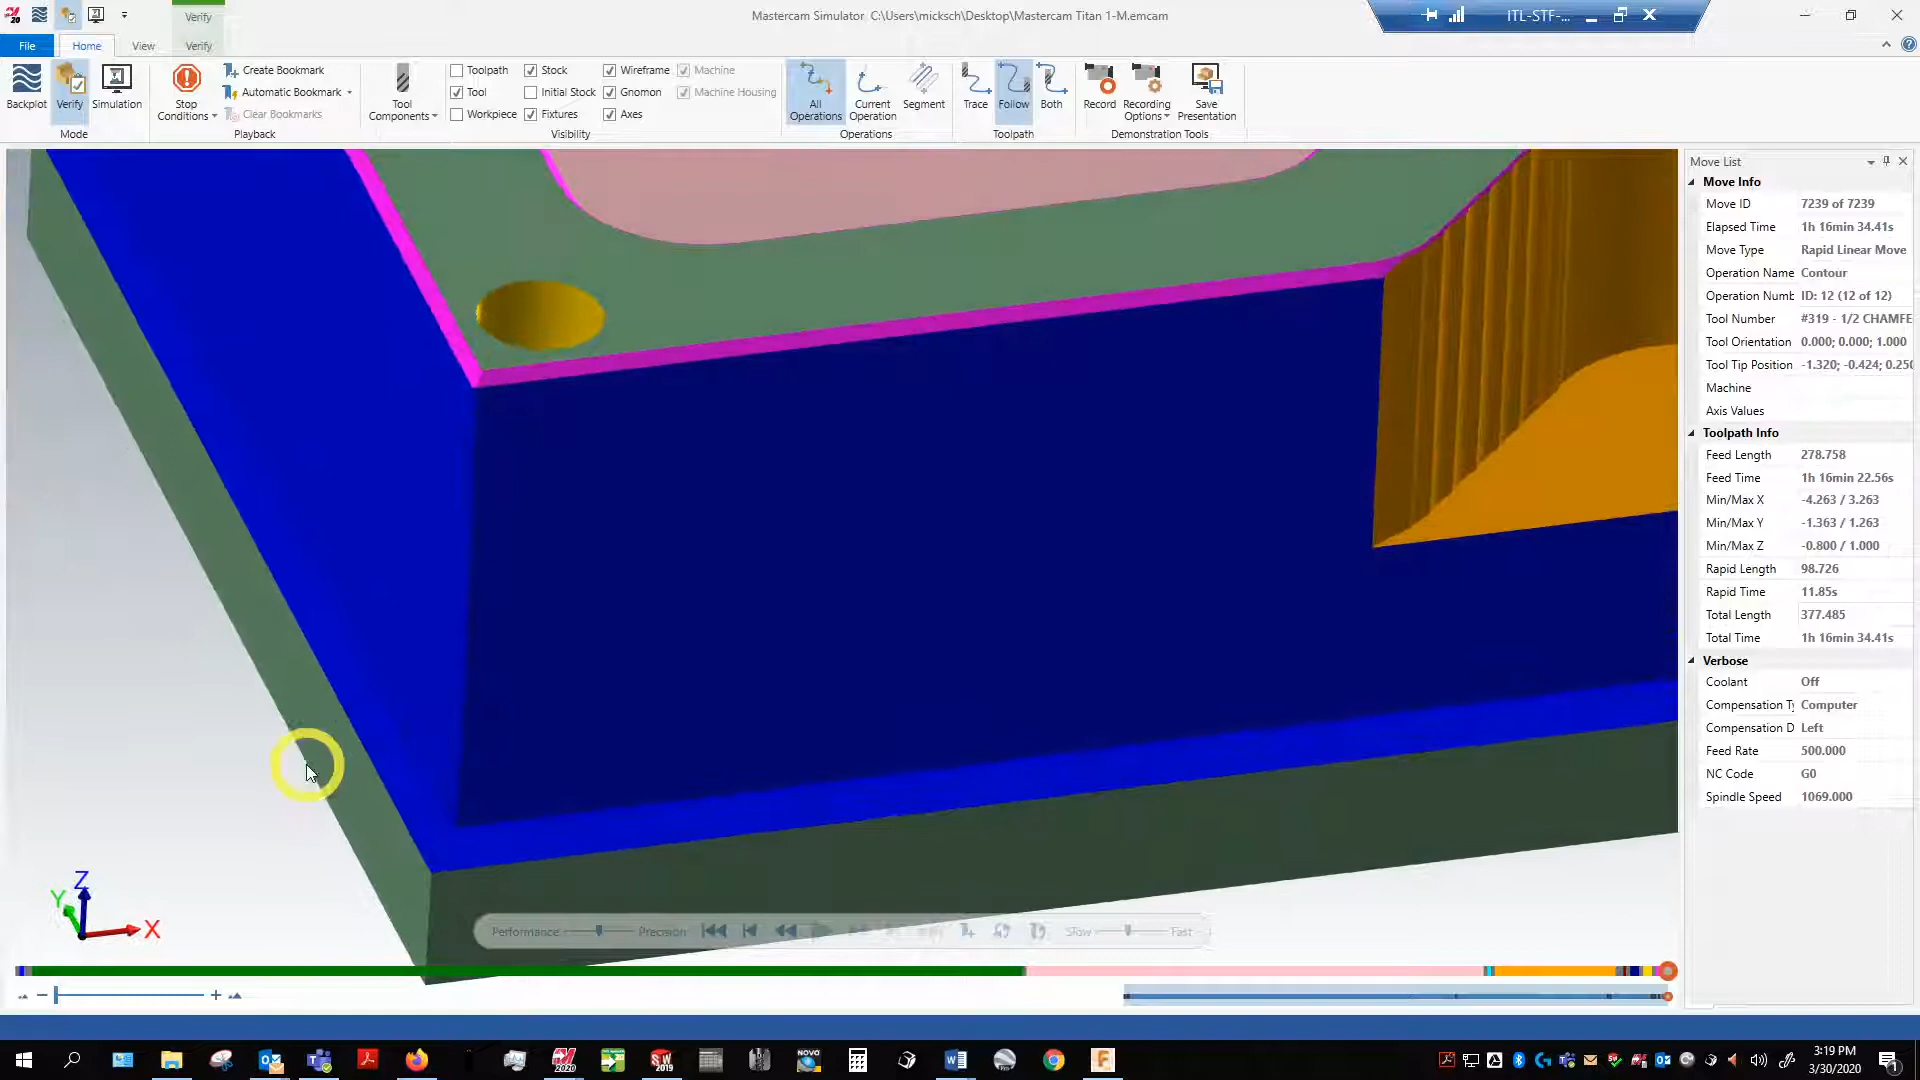 Verify
Mastercam Simulator C:\Users\micksch\Desktop\Mastercam Titan 1-M.emcam
ITL-STF-...
File Home View Verify
Backplot
Verify
Simulation
Mode
Stop Conditions
Create Bookmark
Automatic Bookmark
Clear Bookmarks
Playback
Tool Components
Toolpath Stock Wireframe Machine
Tool Initial Stock Gnomon Machine Housing
Workpiece Fixtures Axes
Visibility
All Operations
Current Operation
Segment
Operations
Trace Follow Both
Toolpath
Record
Recording Options
Save Presentation
Demonstration Tools
Move List
Move Info
Move ID 7239 of 7239
Elapsed Time 1h 16min 34.41s
Move Type Rapid Linear Move
Operation Name Contour
Operation Numb ID: 12 (12 of 12)
Tool Number #319 - 1/2 CHAMFE
Tool Orientation 0.000; 0.000; 1.000
Tool Tip Position -1.320; -0.424; 0.250
Machine
Axis Values
Toolpath Info
Feed Length 278.758
Feed Time 1h 16min 22.56s
Min/Max X -4.263 / 3.263
Min/Max Y -1.363 / 1.263
Min/Max Z -0.800 / 1.000
Rapid Length 98.726
Rapid Time 11.85s
Total Length 377.485
Total Time 1h 16min 34.41s
Verbose
Coolant Off
Compensation Ty Computer
Compensation D Left
Feed Rate 500.000
NC Code G0
Spindle Speed 1069.000
Z
Y
X
Performance Precision Slow Fast
3:19 PM
3/30/2020